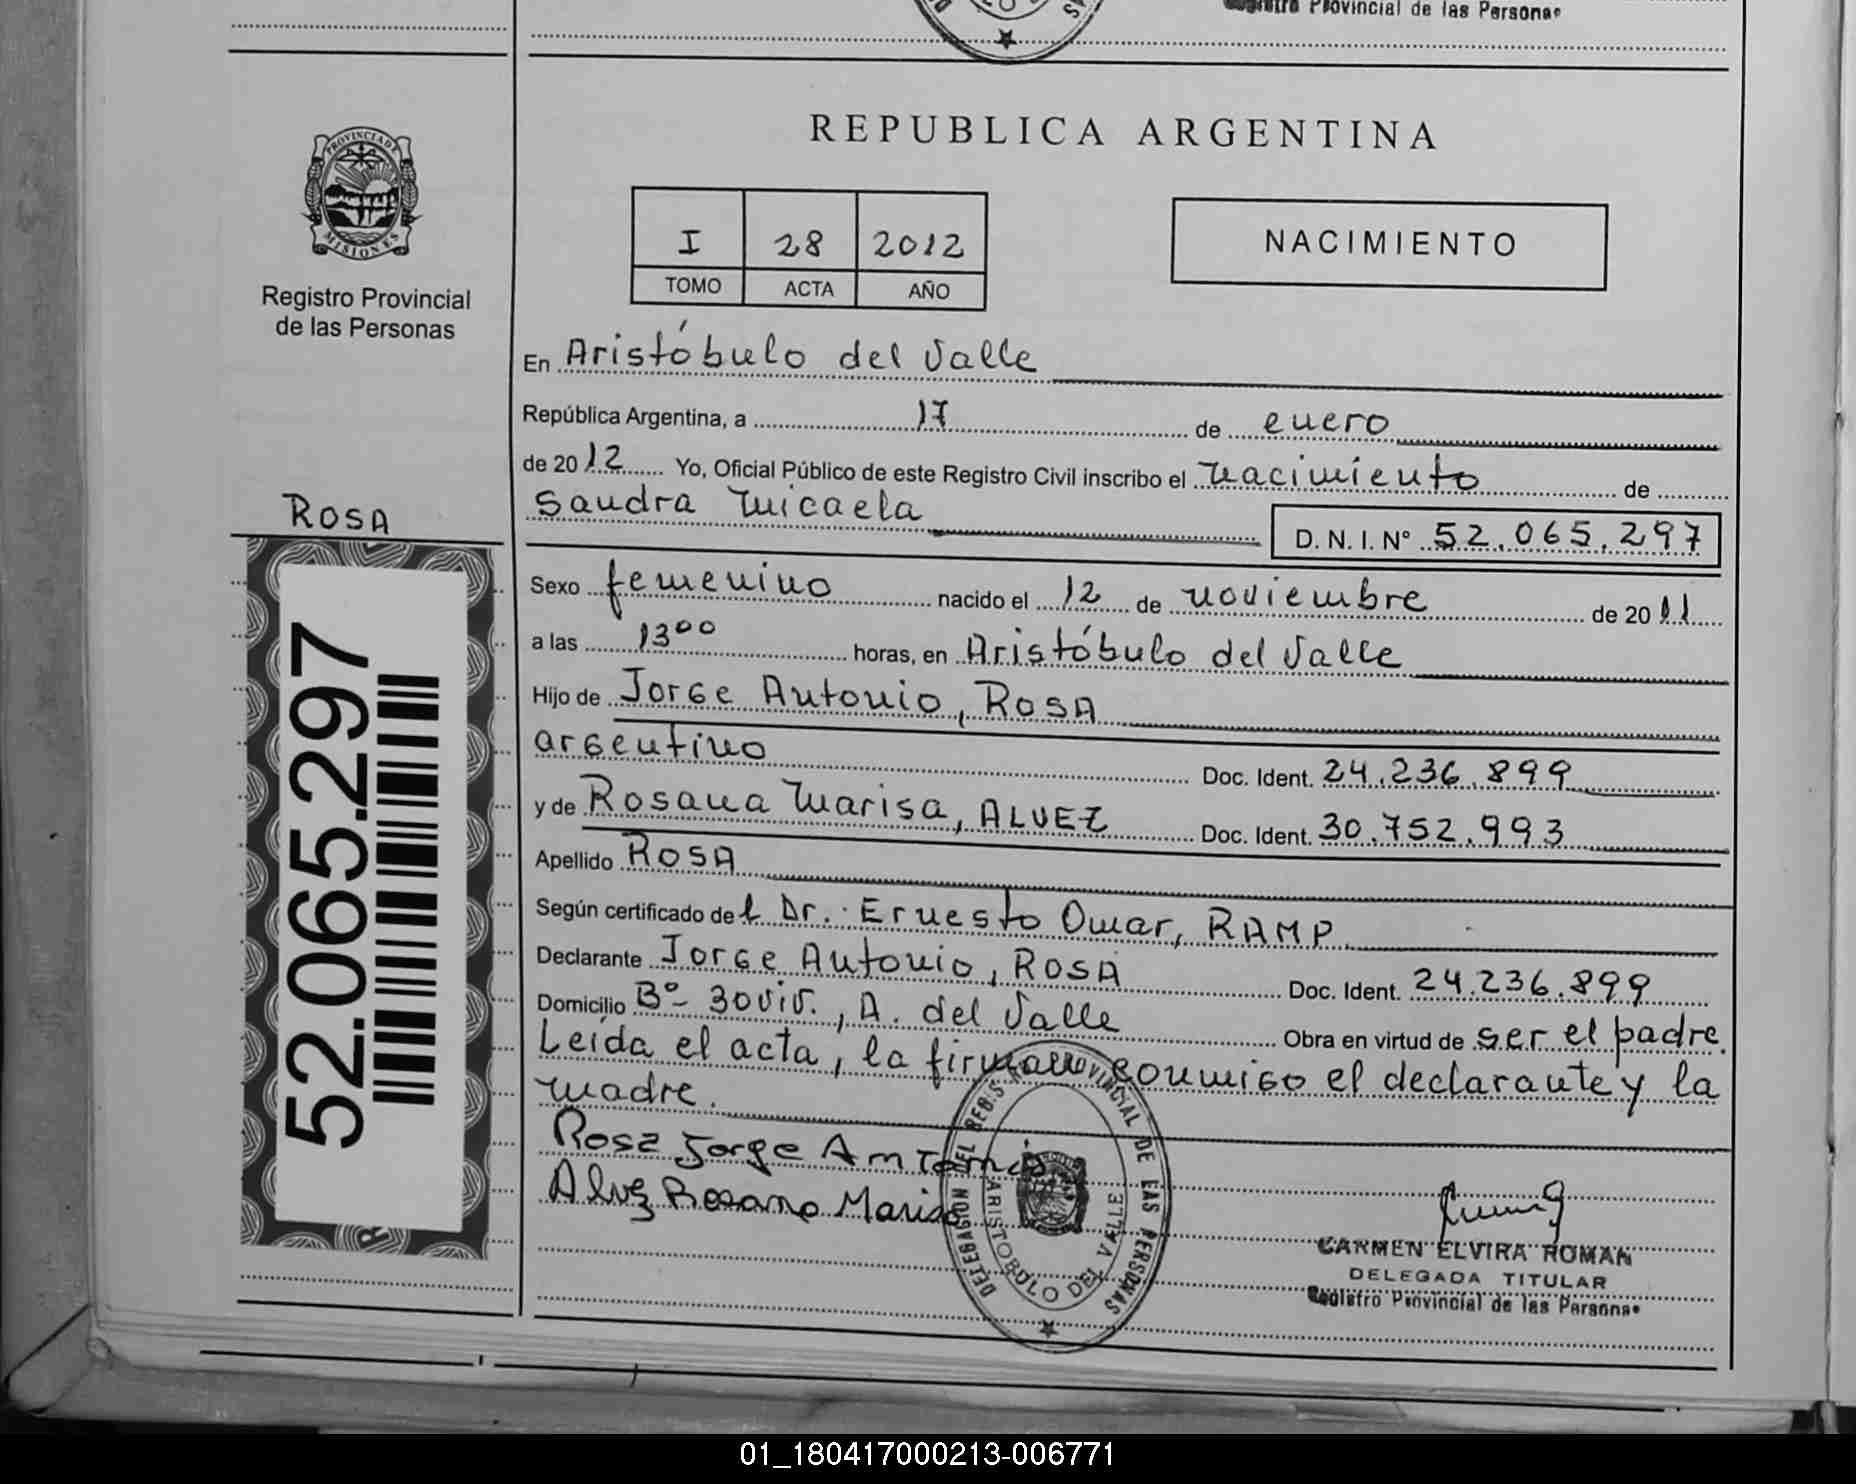 Registro Provincial de las Personas
REPUBLICA ARGENTINA
PROVINCIA DE
MISIONES
Registro Provincial
de las Personas
I 28 2012
TOMO ACTA AÑO
NACIMIENTO
En Aristóbulo del Valle
República Argentina, a 17 de enero
de 2012 Yo, Oficial Público de este Registro Civil inscribo el nacimiento de
Sandra Micaela
D. N. I. Nº 52.065.297
ROSA
52.065.297
Sexo femenino nacido el 12 de noviembre de 2011
a las 13⁰⁰ horas, en Aristóbulo del Valle
Hijo de Jorge Antonio, ROSA
argentino Doc. Ident. 24.236.899
y de Rosana Marisa, ALVEZ Doc. Ident. 30.752.993
Apellido ROSA
Según certificado del Dr. Ernesto Omar, RAMP
Declarante Jorge Antonio, ROSA Doc. Ident. 24.236.899
Domicilio Bº- 30 viv., A. del Valle Obra en virtud de ser el padre.
Leída el acta, la firman conmigo el declarante y la
madre.
Rosa Jorge Antonio
Alvez Rosana Marisa
DELEGACION DEL REGIS. PROVINCIAL DE LAS PERSONAS
ARISTOBULO DEL VALLE
CARMEN ELVIRA ROMAN
DELEGADA TITULAR
Registro Provincial de las Personas
01_180417000213-006771